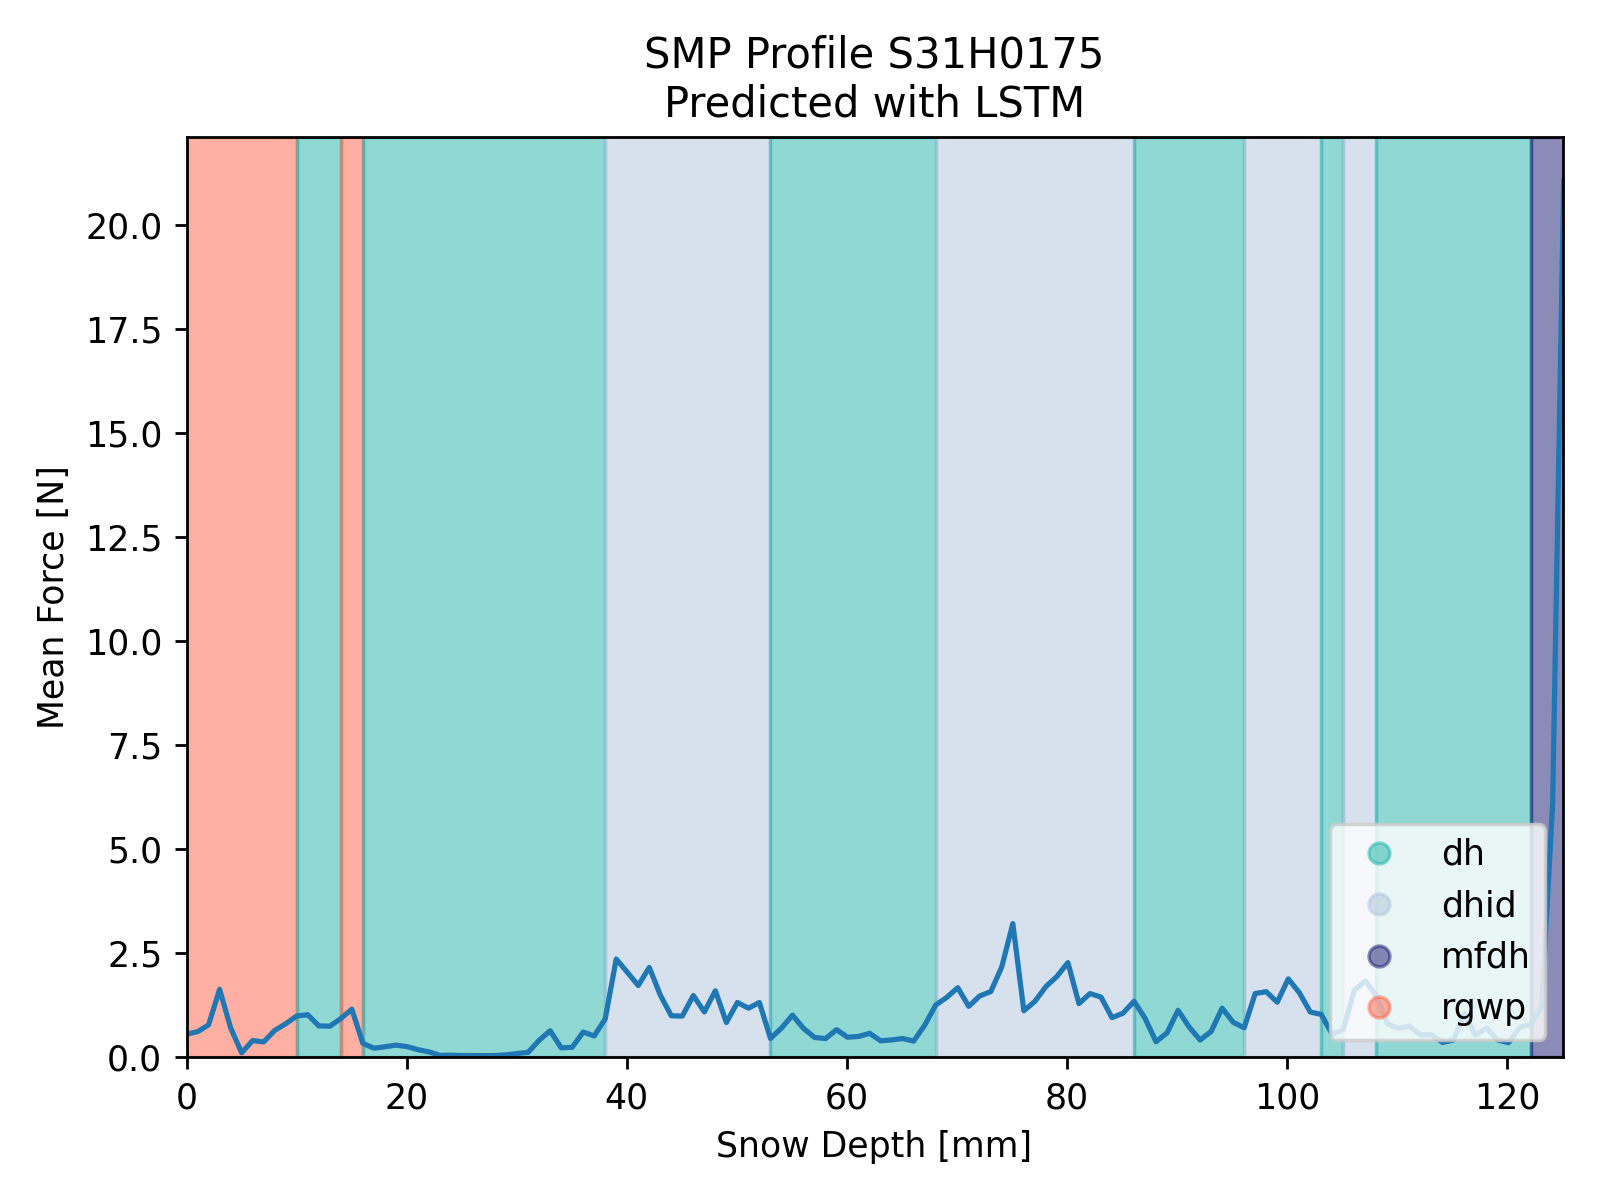 SMP Profile S31H0175
Predicted with LSTM
Mean Force [N]
20.0
17.5
15.0
12.5
10.0
7.5
5.0
2.5
0.0
dh
dhid
mfdh
rgwp
0 20 40 60 80 100 120
Snow Depth [mm]